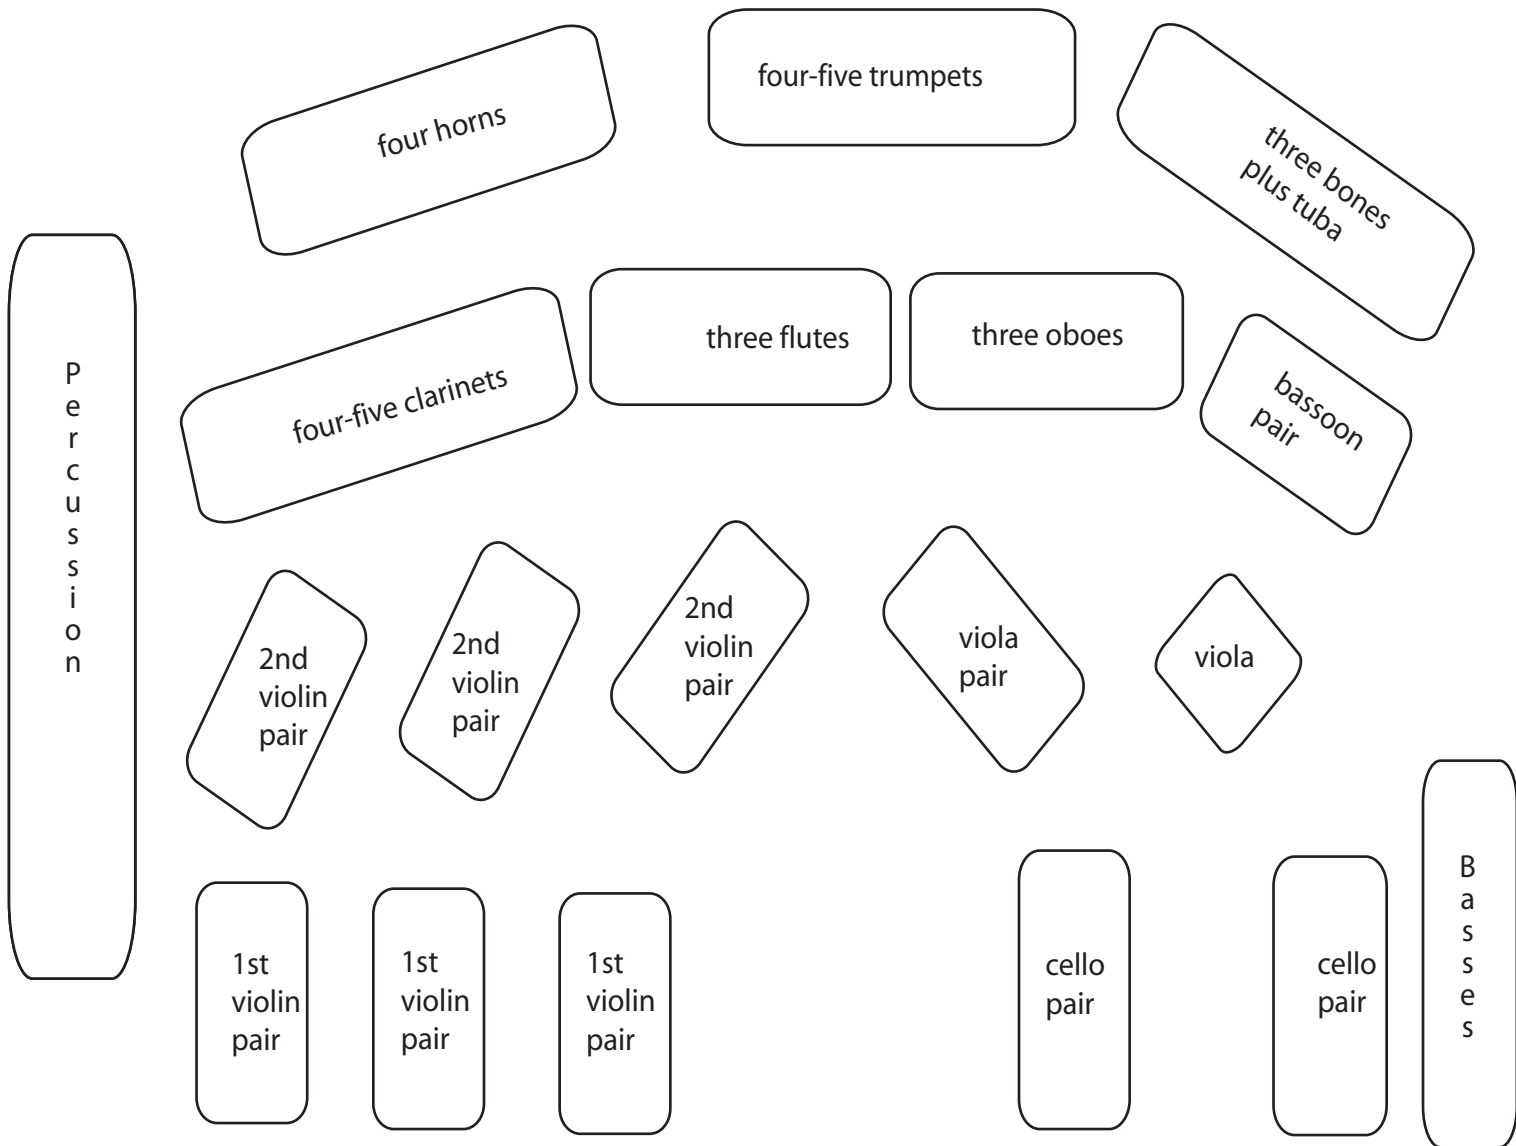 four horns
four-five trumpets
three bones
plus tuba
Percussion
four-five clarinets
three flutes
three oboes
bassoon
pair
2nd
violin
pair
2nd
violin
pair
2nd
violin
pair
viola
pair
viola
1st
violin
pair
1st
violin
pair
1st
violin
pair
cello
pair
cello
pair
Basses